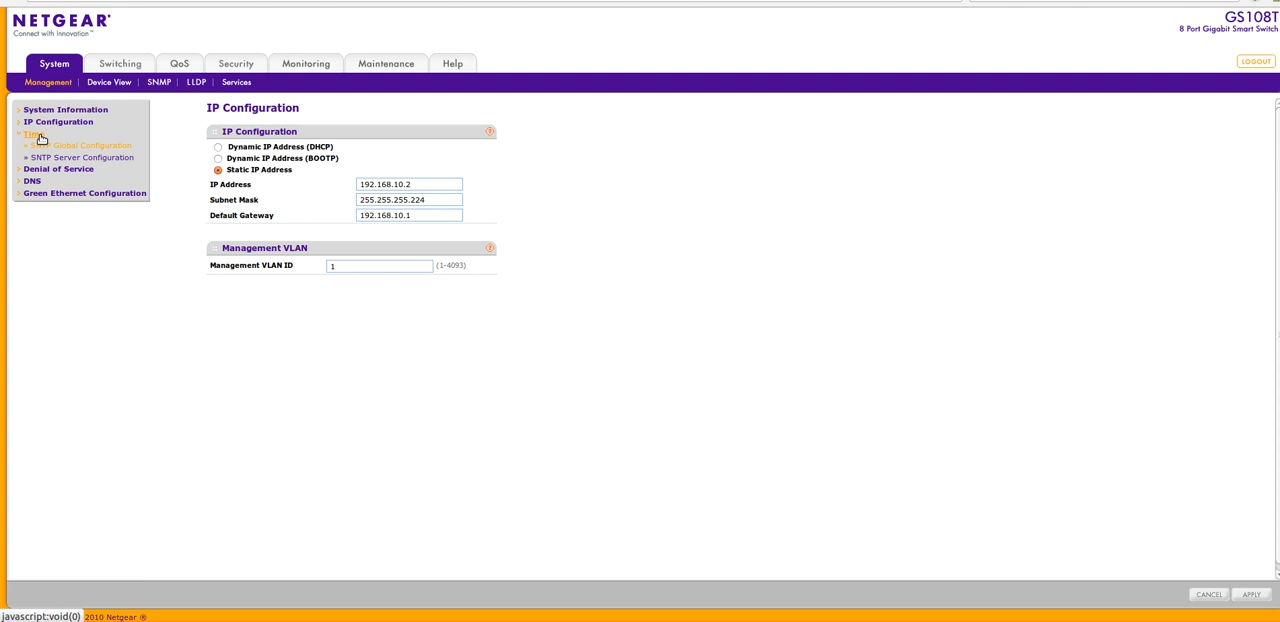 NETGEAR®
Connect with Innovation™
GS108T
8 Port Gigabit Smart Switch
System Switching QoS Security Monitoring Maintenance Help
LOGOUT
Management | Device View | SNMP | LLDP | Services
System Information
IP Configuration
Time
» SNTP Global Configuration
» SNTP Server Configuration
Denial of Service
DNS
Green Ethernet Configuration
IP Configuration
IP Configuration
Dynamic IP Address (DHCP)
Dynamic IP Address (BOOTP)
Static IP Address
IP Address 192.168.10.2
Subnet Mask 255.255.255.224
Default Gateway 192.168.10.1
Management VLAN
Management VLAN ID 1 (1-4093)
CANCEL APPLY
javascript:void(0) 2010 Netgear ®